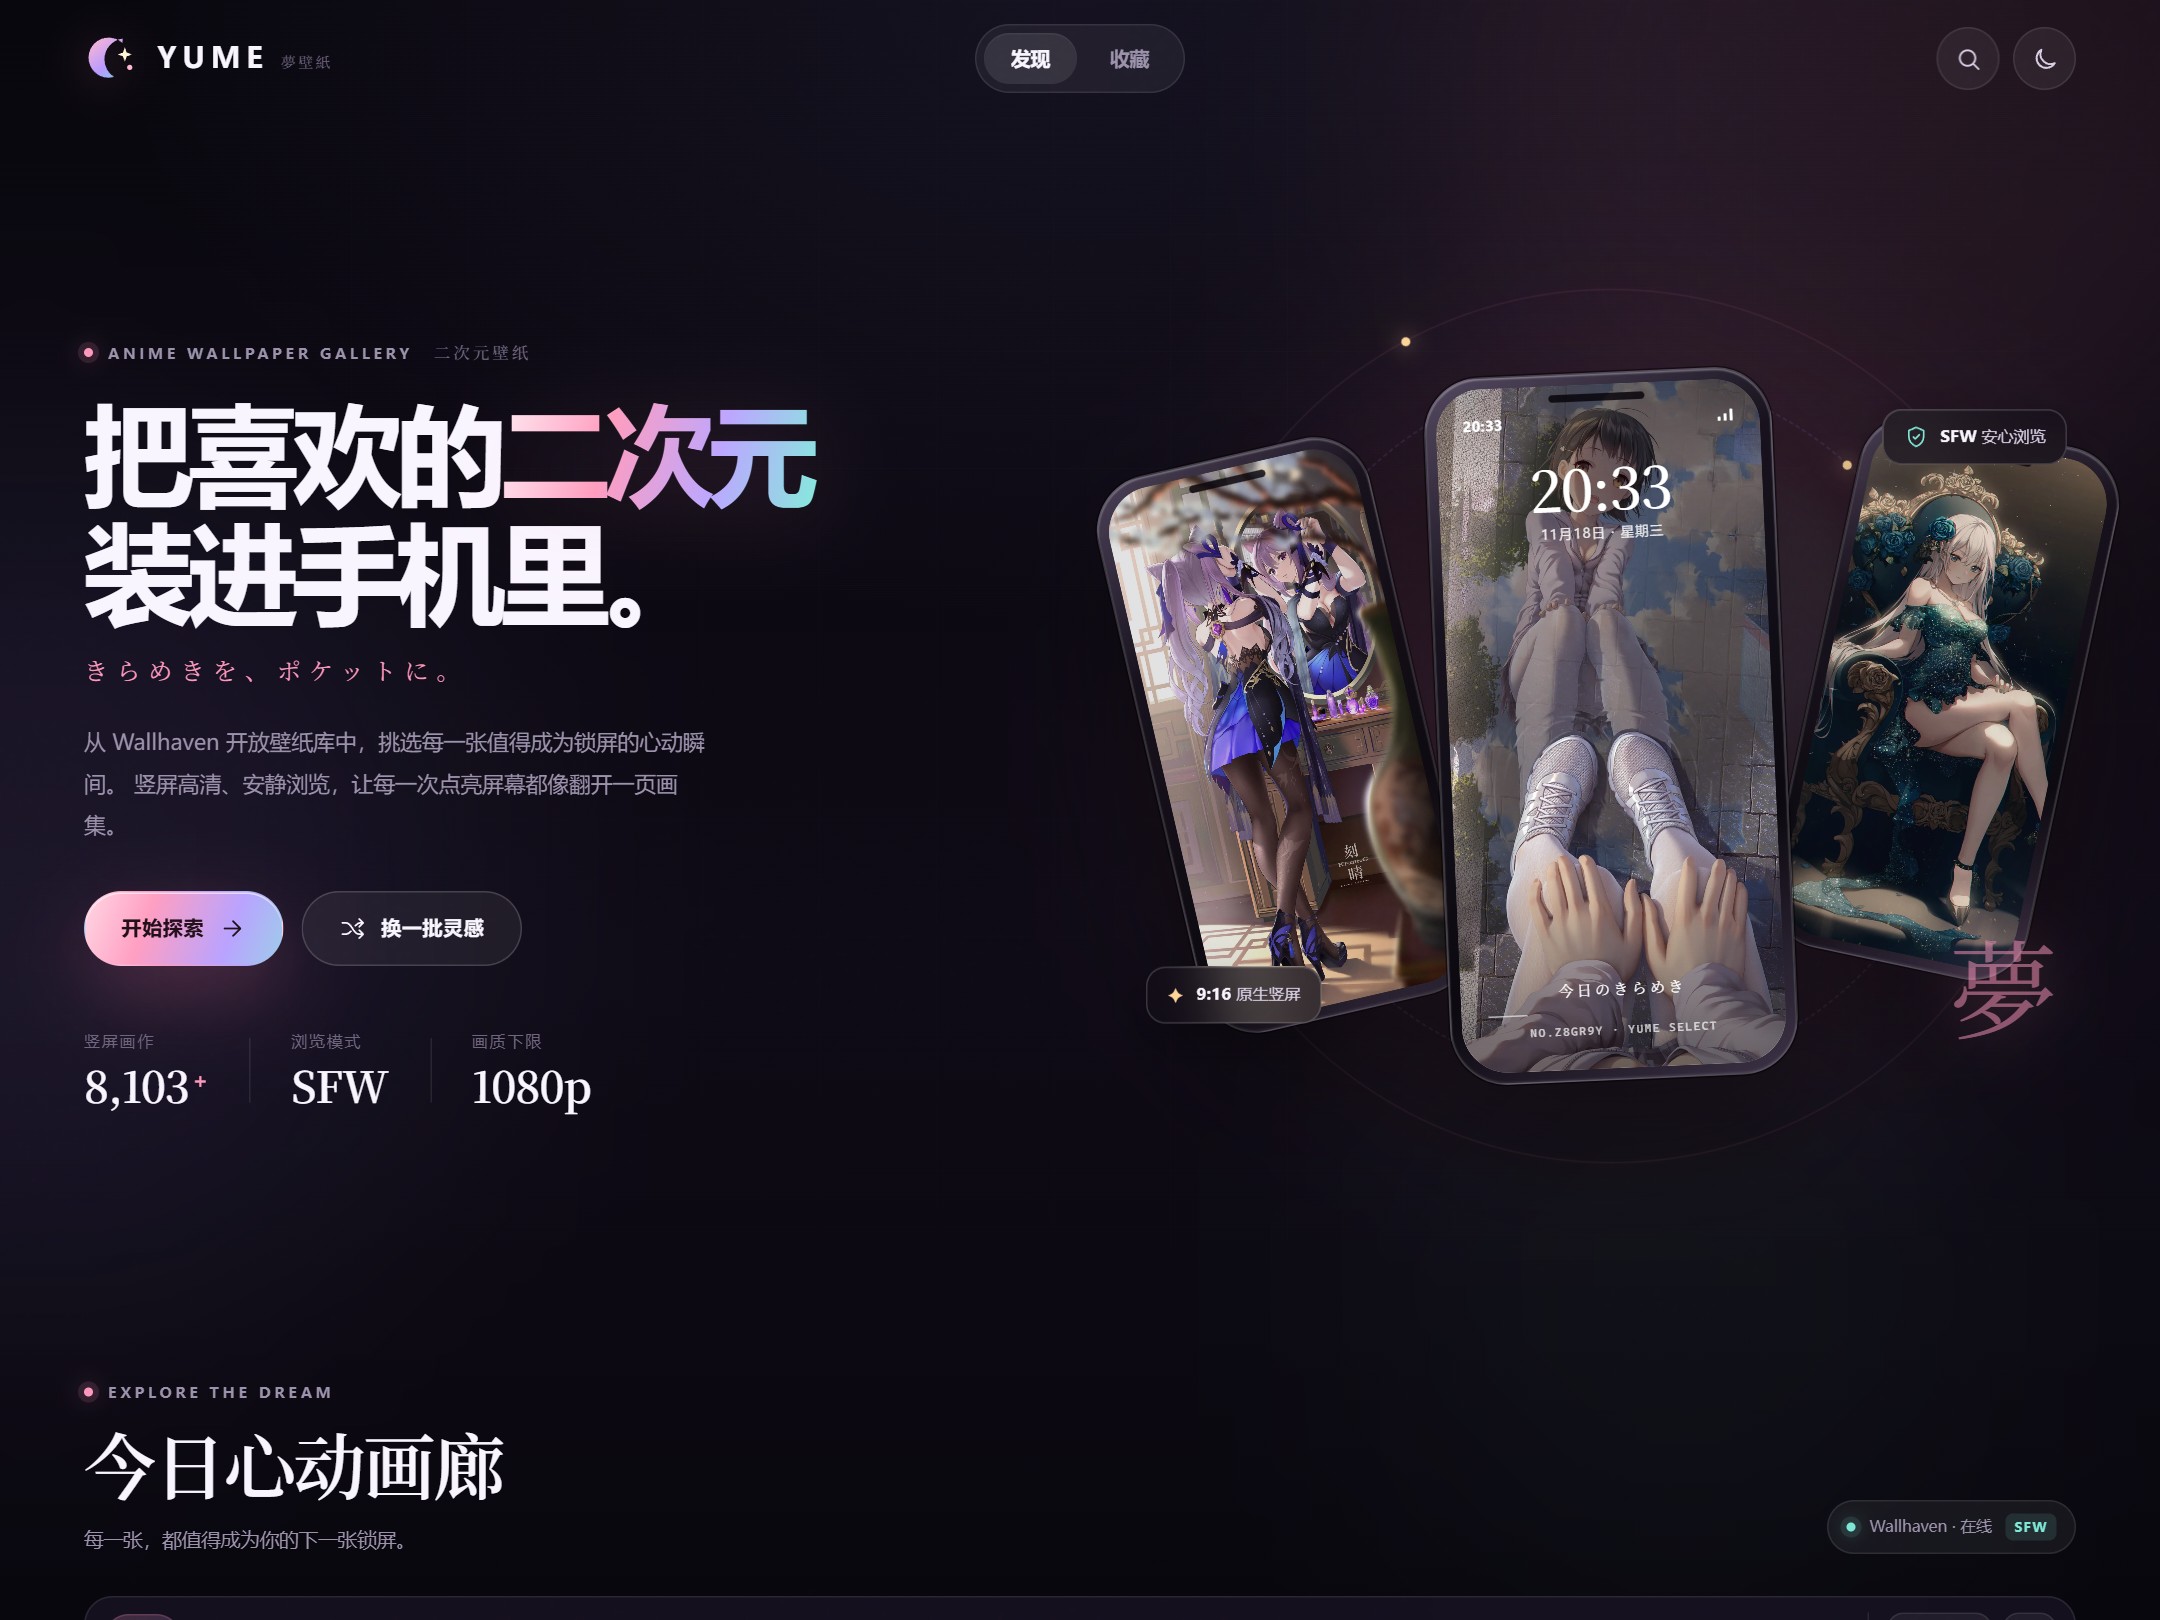 YUME 夢壁紙
发现 收藏
ANIME WALLPAPER GALLERY 二次元壁纸
把喜欢的二次元
装进手机里。
きらめきを、ポケットに。
从 Wallhaven 开放壁纸库中，挑选每一张值得成为锁屏的心动瞬
间。 竖屏高清、安静浏览，让每一次点亮屏幕都像翻开一页画
集。
开始探索 →
换一批灵感
竖屏画作
8,103+
浏览模式
SFW
画质下限
1080p
刻
晴
9:16 原生竖屏
20:33
20:33
11月18日 · 星期三
今日のきらめき
NO.Z8GR9Y · YUME SELECT
SFW 安心浏览
夢
EXPLORE THE DREAM
今日心动画廊
每一张，都值得成为你的下一张锁屏。
Wallhaven · 在线 SFW